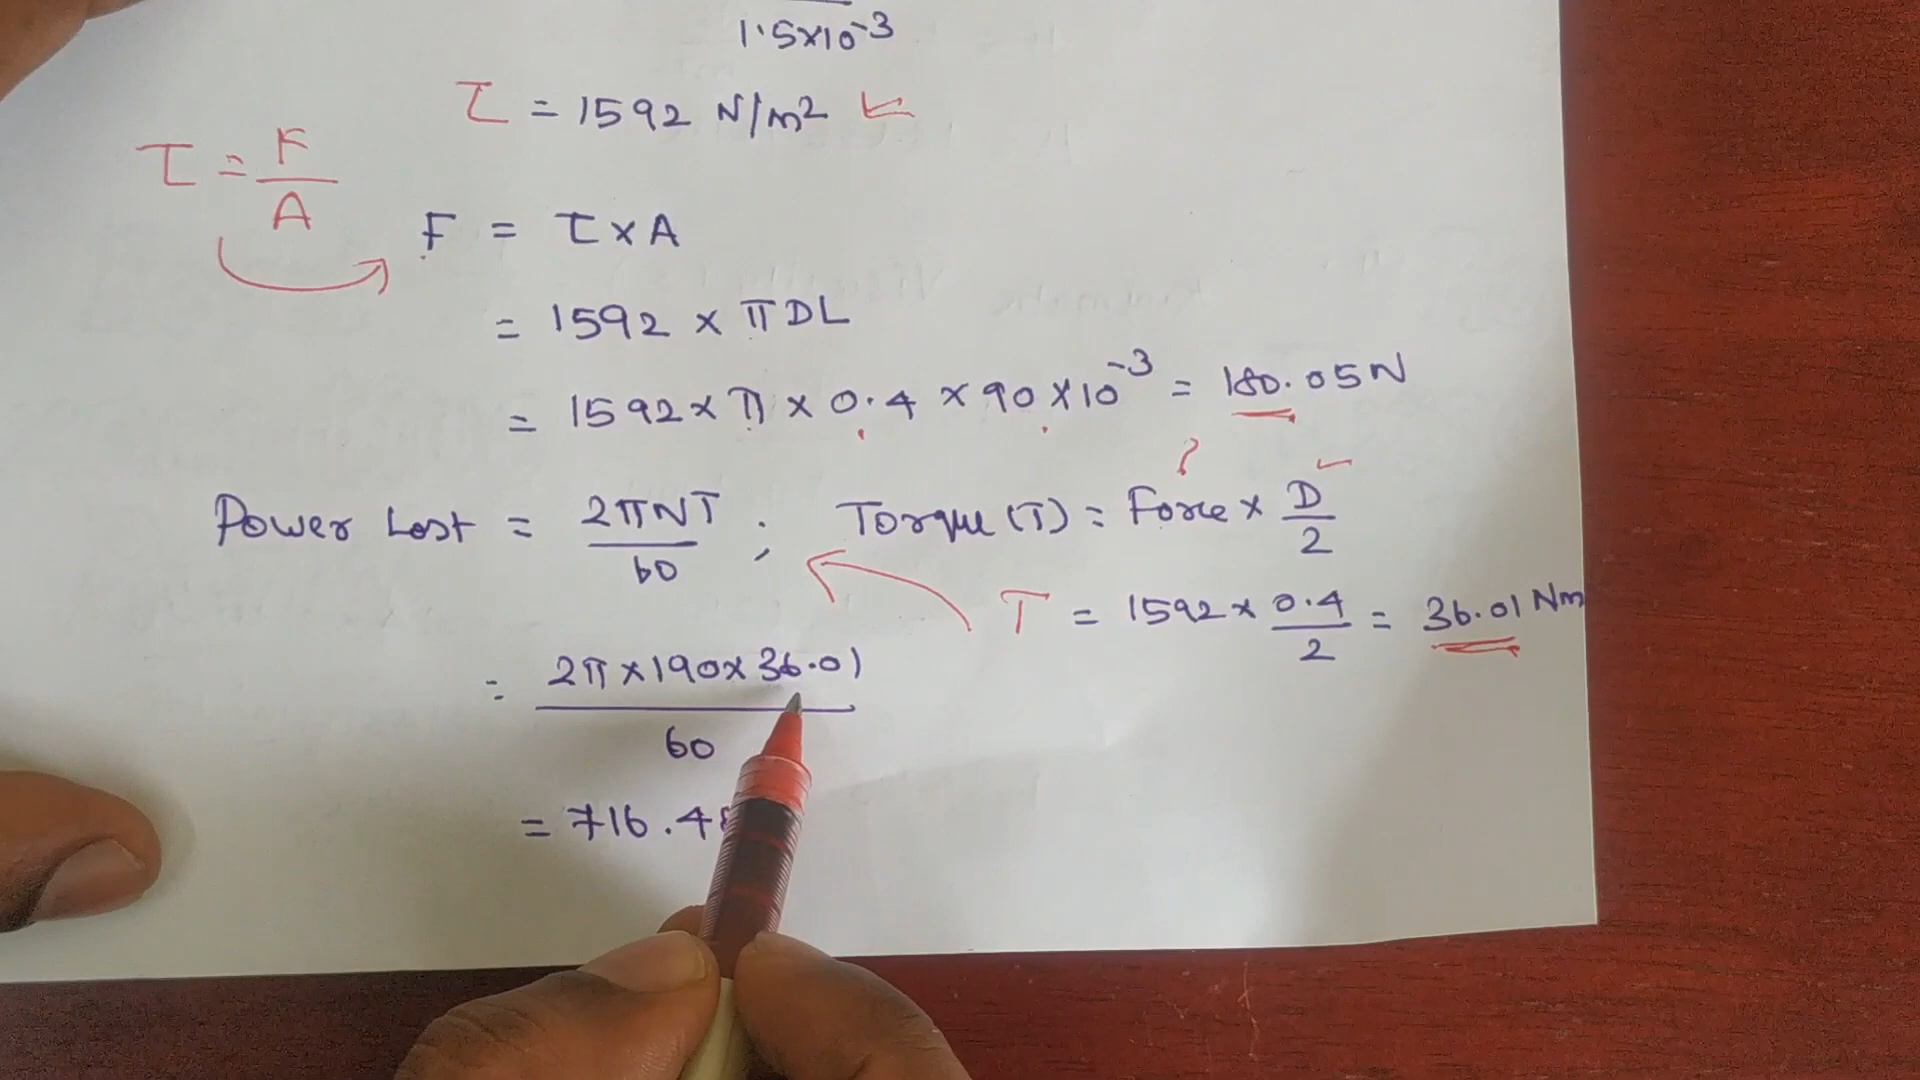 1.5×10⁻³
τ = 1592 N/m²
τ = F/A
F = τ × A
= 1592 × πDL
= 1592 × π × 0.4 × 90 × 10⁻³ = 180.05 N
Power Lost = 2πNT/60 ; Torque (T) = Force × D/2
T = 1592 × 0.4/2 = 36.01 Nm
= 2π × 190 × 36.01/60
= 716.4